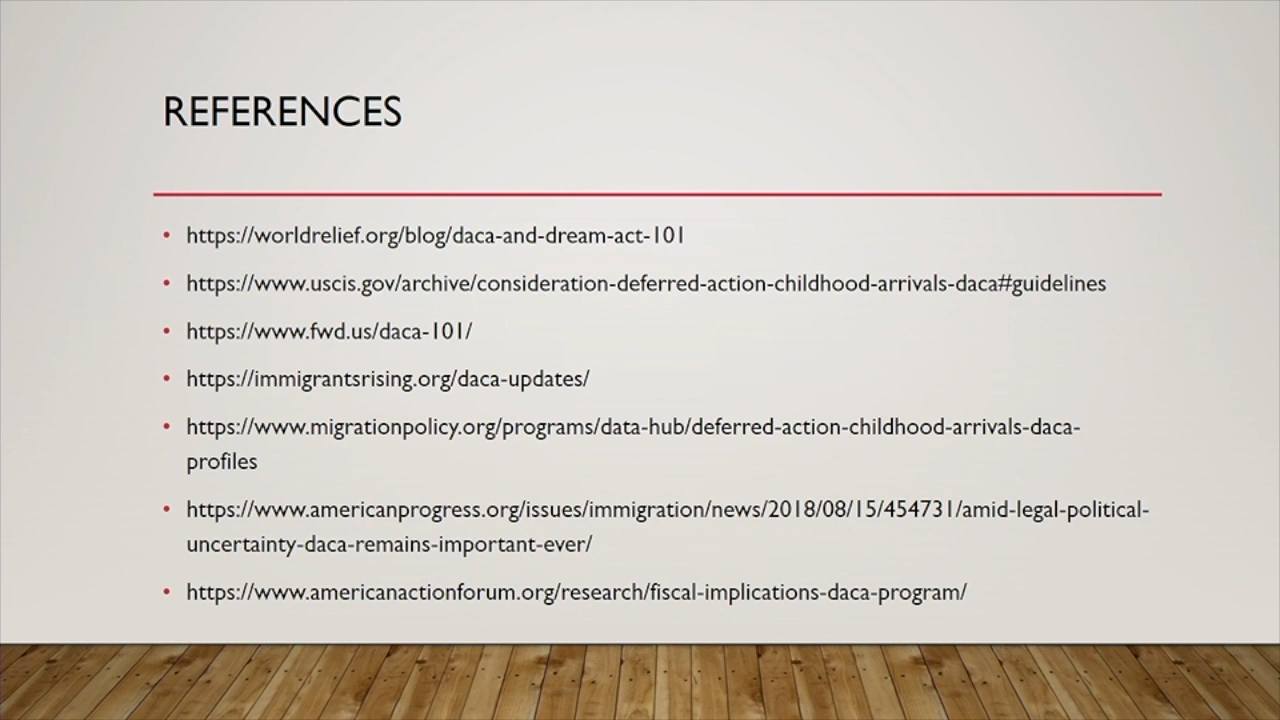 REFERENCES
• https://worldrelief.org/blog/daca-and-dream-act-101
• https://www.uscis.gov/archive/consideration-deferred-action-childhood-arrivals-daca#guidelines
• https://www.fwd.us/daca-101/
• https://immigrantsrising.org/daca-updates/
• https://www.migrationpolicy.org/programs/data-hub/deferred-action-childhood-arrivals-daca-
profiles
• https://www.americanprogress.org/issues/immigration/news/2018/08/15/454731/amid-legal-political-
uncertainty-daca-remains-important-ever/
• https://www.americanactionforum.org/research/fiscal-implications-daca-program/